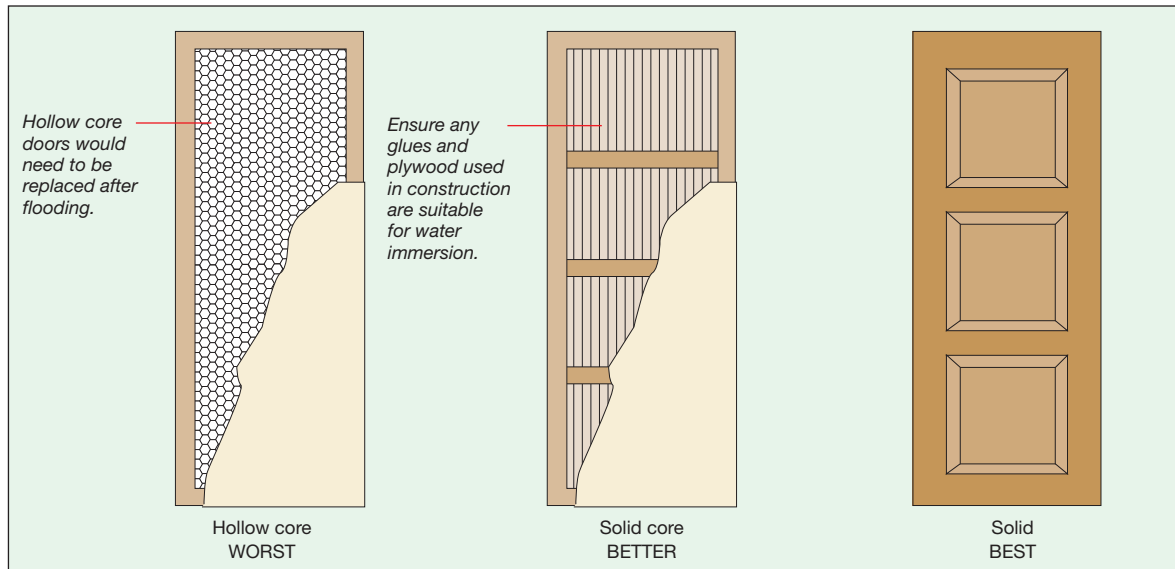 Hollow core
doors would
need to be
replaced after
flooding.
Ensure any
glues and
plywood used
in construction
are suitable
for water
immersion.
Hollow core
WORST
Solid core
BETTER
Solid
BEST